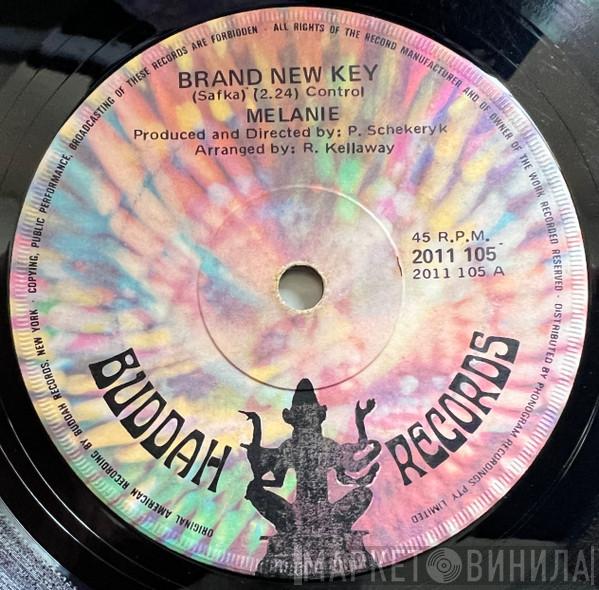 ORIGINAL AMERICAN RECORDING BY BUDDAH RECORDS, NEW YORK · COPYING, PUBLIC PERFORMANCE, BROADCASTING OF THESE RECORDS ARE FORBIDDEN · ALL RIGHTS OF THE RECORD MANUFACTURER AND OF OWNER OF THE WORK RECORDED RESERVED · DISTRIBUTED BY PHONOGRAM RECORDINGS PTY. LIMITED
BRAND NEW KEY
(Safka) (2.24) Control
MELANIE
Produced and Directed by: P. Schekeryk
Arranged by: R. Kellaway
45 R.P.M.
2011 105
2011 105 A
BUDDAH RECORDS
МАРКЕТ ВИНИЛА